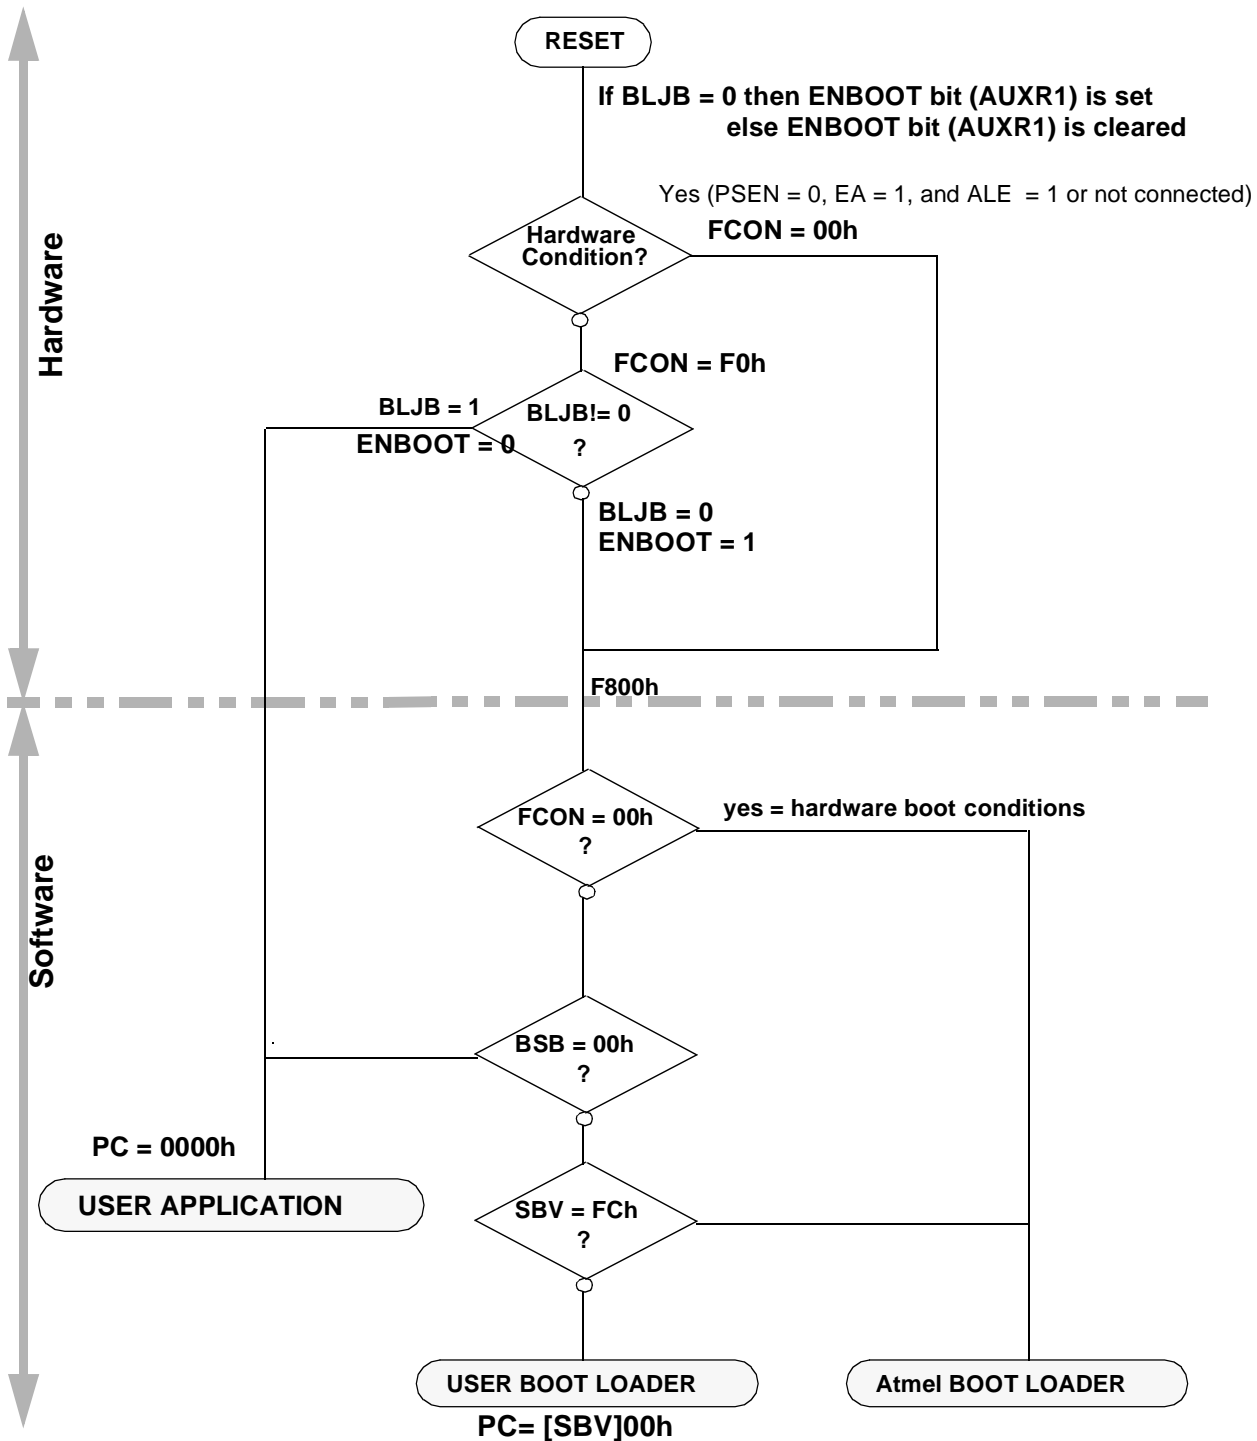 RESET
If BLJB = 0 then ENBOOT bit (AUXR1) is set
else ENBOOT bit (AUXR1) is cleared
Yes (PSEN = 0, EA = 1, and ALE = 1 or not connected)
FCON = 00h
Hardware
Condition?
Hardware
FCON = F0h
BLJB = 1
ENBOOT = 0
BLJB!= 0
?
BLJB = 0
ENBOOT = 1
F800h
FCON = 00h
?
yes = hardware boot conditions
Software
BSB = 00h
?
PC = 0000h
USER APPLICATION
SBV = FCh
?
USER BOOT LOADER
PC= [SBV]00h
Atmel BOOT LOADER